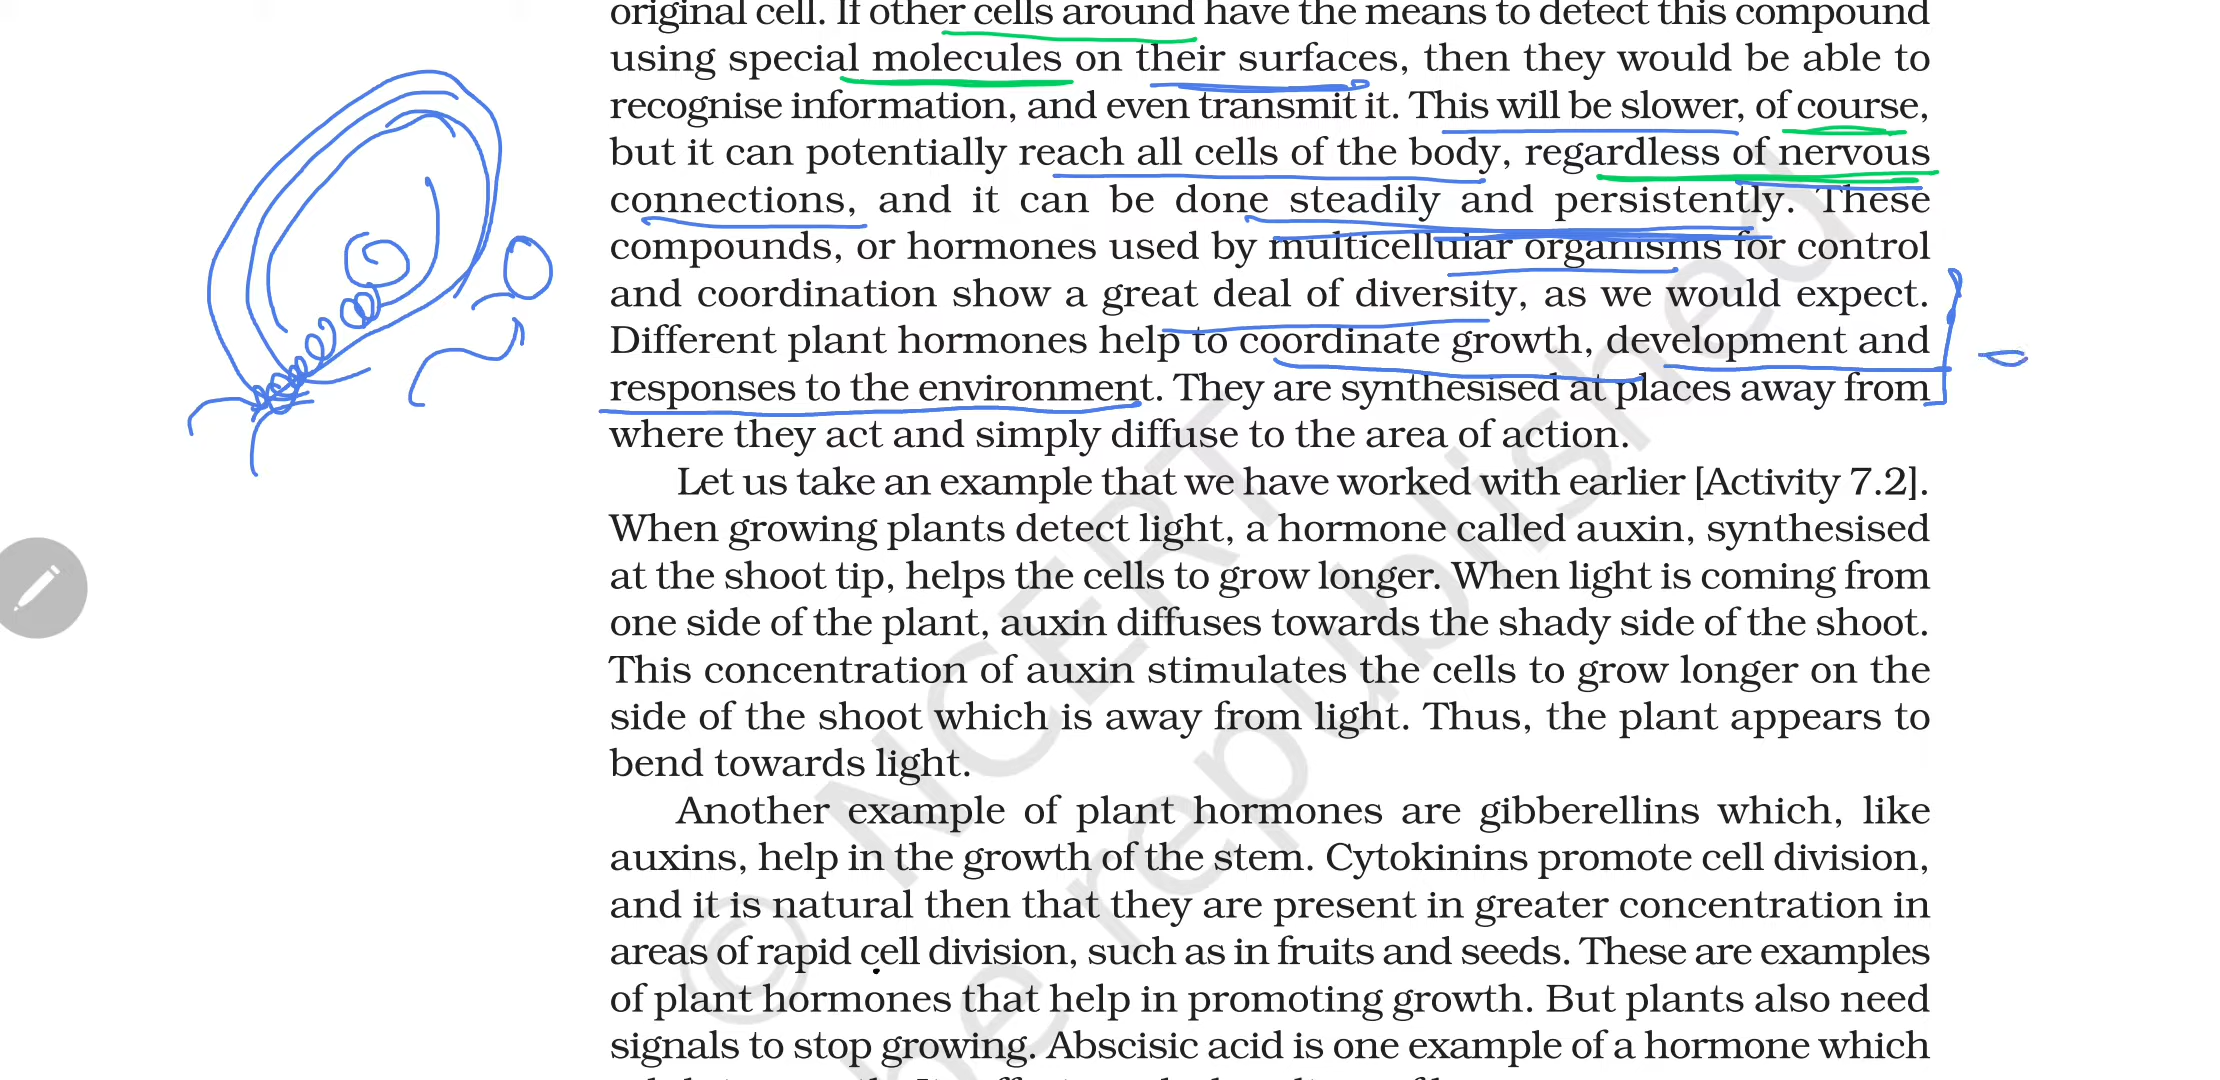 original cell. If other cells around have the means to detect this compound
using special molecules on their surfaces, then they would be able to
recognise information, and even transmit it. This will be slower, of course,
but it can potentially reach all cells of the body, regardless of nervous
connections, and it can be done steadily and persistently. These
compounds, or hormones used by multicellular organisms for control
and coordination show a great deal of diversity, as we would expect.
Different plant hormones help to coordinate growth, development and
responses to the environment. They are synthesised at places away from
where they act and simply diffuse to the area of action.
Let us take an example that we have worked with earlier [Activity 7.2].
When growing plants detect light, a hormone called auxin, synthesised
at the shoot tip, helps the cells to grow longer. When light is coming from
one side of the plant, auxin diffuses towards the shady side of the shoot.
This concentration of auxin stimulates the cells to grow longer on the
side of the shoot which is away from light. Thus, the plant appears to
bend towards light.
Another example of plant hormones are gibberellins which, like
auxins, help in the growth of the stem. Cytokinins promote cell division,
and it is natural then that they are present in greater concentration in
areas of rapid cell division, such as in fruits and seeds. These are examples
of plant hormones that help in promoting growth. But plants also need
signals to stop growing. Abscisic acid is one example of a hormone which
© NCERT
be republished